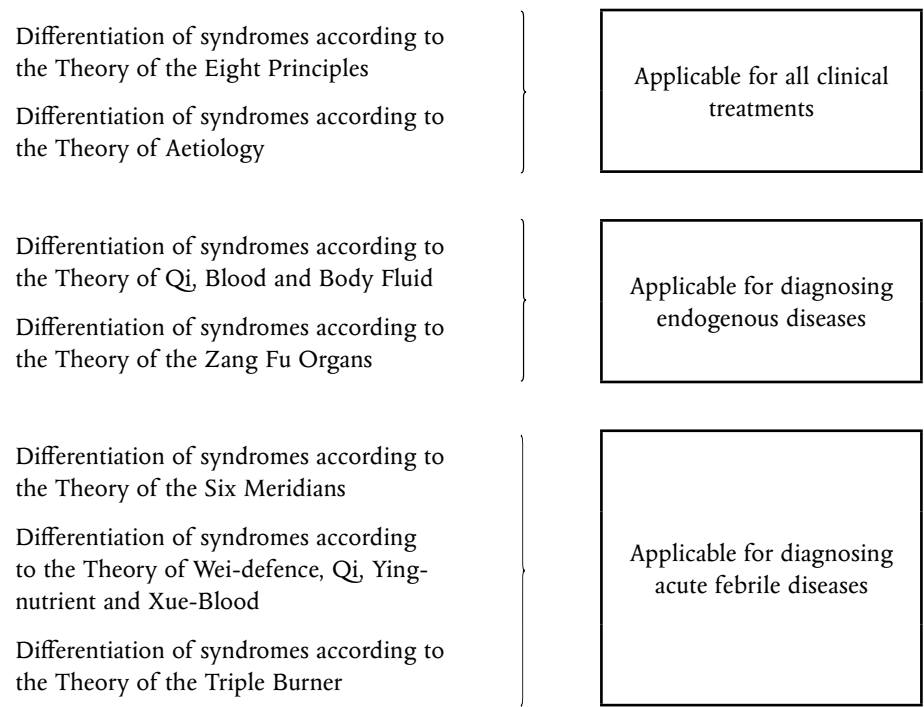 Differentiation of syndromes according to
the Theory of the Eight Principles
Differentiation of syndromes according to
the Theory of Aetiology
Applicable for all clinical
treatments
Differentiation of syndromes according to
the Theory of Qi, Blood and Body Fluid
Differentiation of syndromes according to
the Theory of the Zang Fu Organs
Applicable for diagnosing
endogenous diseases
Differentiation of syndromes according to
the Theory of the Six Meridians
Differentiation of syndromes according
to the Theory of Wei-defence, Qi, Ying-
nutrient and Xue-Blood
Differentiation of syndromes according to
the Theory of the Triple Burner
Applicable for diagnosing
acute febrile diseases